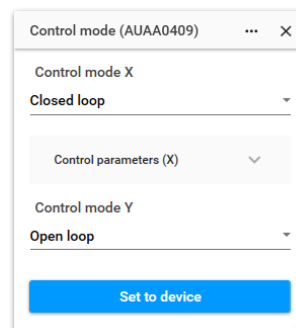 Control mode (AUAA0409)
Control mode X
Closed loop
Control parameters (X)
Control mode Y
Open loop
Set to device